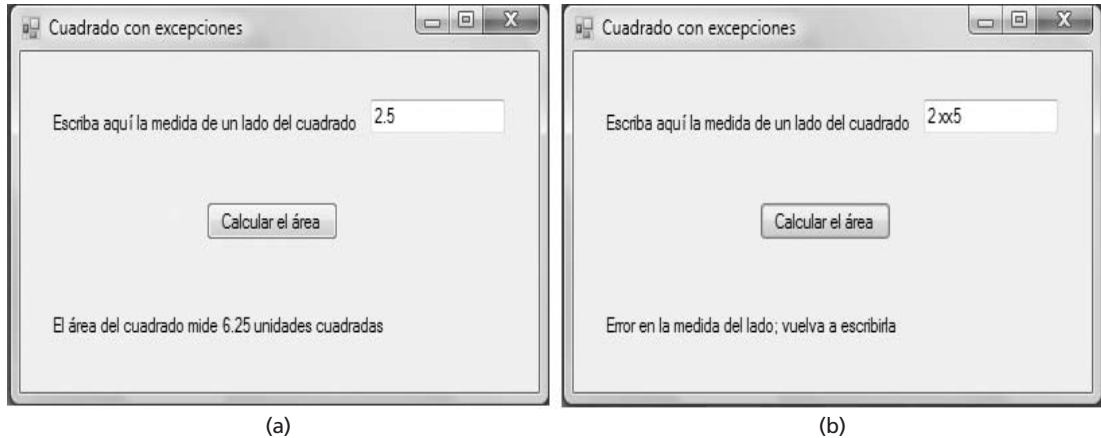 Cuadrado con excepciones
Escriba aquí la medida de un lado del cuadrado 2.5
Calcular el área
El área del cuadrado mide 6.25 unidades cuadradas
(a)
Cuadrado con excepciones
Escriba aquí la medida de un lado del cuadrado 2xx5
Calcular el área
Error en la medida del lado; vuelva a escribirla
(b)